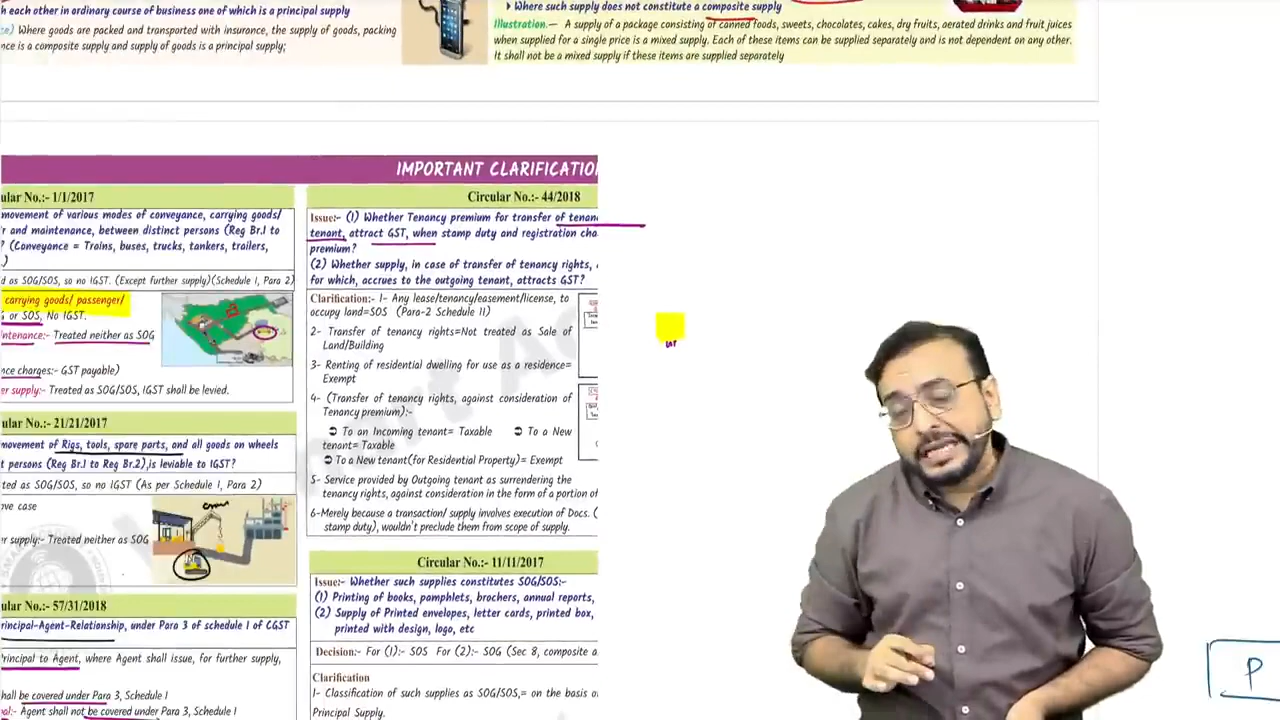 h each other in ordinary course of business one of which is a principal supply
Where goods are packed and transported with insurance, the supply of goods, packing
nce is a composite supply and supply of goods is a principal supply;
Where such supply does not constitute a composite supply
Illustration.— A supply of a package consisting of canned foods, sweets, chocolates, cakes, dry fruits, aerated drinks and fruit juices
when supplied for a single price is a mixed supply. Each of these items can be supplied separately and is not dependent on any other.
It shall not be a mixed supply if these items are supplied separately
IMPORTANT CLARIFICATIO
ular No.:- 1/1/2017
movement of various modes of conveyance, carrying goods/
r and maintenance, between distinct persons (Reg Br.1 to
? (Conveyance = Trains, buses, trucks, tankers, trailers,
.)
d as SOG/SOS, so no IGST. (Except further supply)(Schedule 1, Para 2)
carrying goods/ passenger/
G or SOS, No IGST.
ntenance:- Treated neither as SOG
nce charges:- GST payable)
er supply:- Treated as SOG/SOS, IGST shall be levied.
ular No.:- 21/21/2017
movement of Rigs, tools, spare parts, and all goods on wheels
t persons (Reg Br.1 to Reg Br.2),is leviable to IGST?
ted as SOG/SOS, so no IGST (As per Schedule 1, Para 2)
ove case
er supply:- Treated neither as SOG
ular No.:- 57/31/2018
rincipal-Agent-Relationship, under Para 3 of schedule 1 of CGST
rincipal to Agent, where Agent shall issue, for further supply,
hall be covered under Para 3, Schedule 1
al:- Agent shall not be covered under Para 3, Schedule 1
Circular No.:- 44/2018
Issue:- (1) Whether Tenancy premium for transfer of tenan
tenant, attract GST, when stamp duty and registration cha
premium?
(2) Whether supply, in case of transfer of tenancy rights,
for which, accrues to the outgoing tenant, attracts GST?
Clarification:- 1- Any lease/tenancy/easement/license, to
occupy land=SOS (Para-2 Schedule 11)
2- Transfer of tenancy rights=Not treated as Sale of
Land/Building
3- Renting of residential dwelling for use as a residence=
Exempt
4- (Transfer of tenancy rights, against consideration of
Tenancy premium):-
➲ To an Incoming tenant= Taxable ➲ To a New
tenant= Taxable
➲ To a New tenant(for Residential Property)= Exempt
5- Service provided by Outgoing tenant as surrendering the
tenancy rights, against consideration in the form of a portion of
6-Merely because a transaction/ supply involves execution of Docs. (
stamp duty), wouldn't preclude them from scope of supply.
Circular No.:- 11/11/2017
Issue:- Whether such supplies constitutes SOG/SOS:-
(1) Printing of books, pamphlets, brochers, annual reports,
(2) Supply of Printed envelopes, letter cards, printed box,
printed with design, logo, etc
Decision:- For (1):- SOS For (2):- SOG (Sec 8, composite a
Clarification
1- Classification of such supplies as SOG/SOS,= on the basis o
Principal Supply.
P